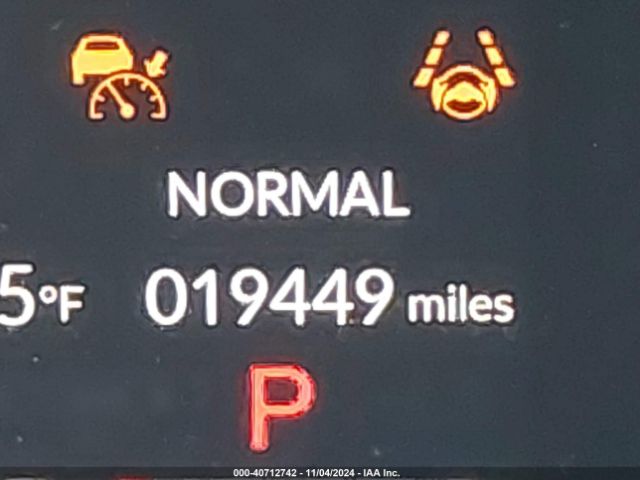 NORMAL
5°F 019449 miles
P
000-40712742 - 11/04/2024 - IAA Inc.